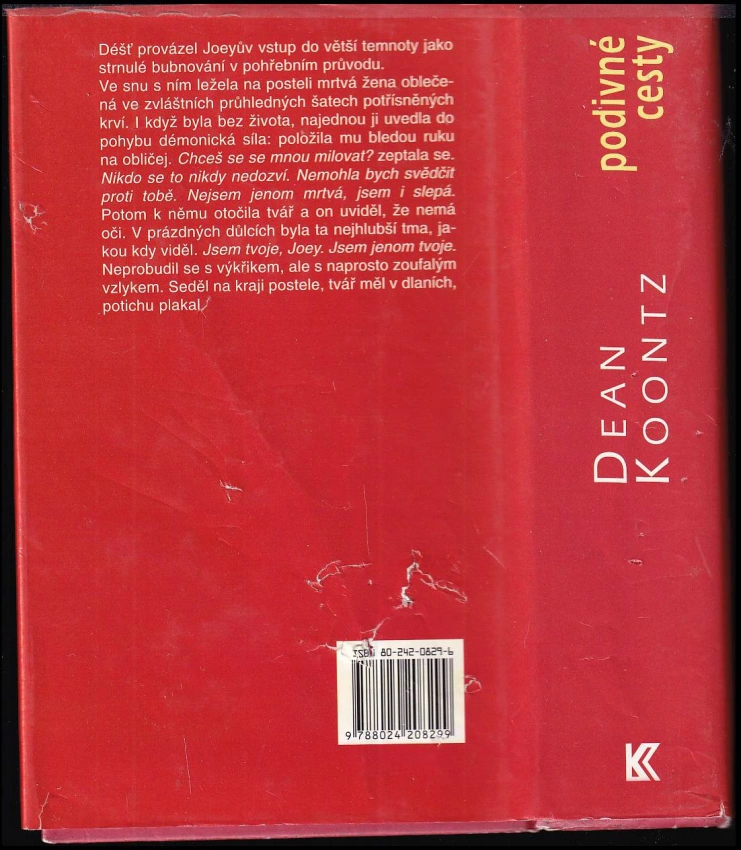 Déšť provázel Joeyův vstup do větší temnoty jako
strnulé bubnování v pohřebním průvodu.
Ve snu s ním ležela na posteli mrtvá žena obleče-
ná ve zvláštních průhledných šatech potřísněných
krví. I když byla bez života, najednou ji uvedla do
pohybu démonická síla: položila mu bledou ruku
na obličej. Chceš se se mnou milovat? zeptala se.
Nikdo se to nikdy nedozví. Nemohla bych svědčit
proti tobě. Nejsem jenom mrtvá, jsem i slepá.
Potom k němu otočila tvář a on uviděl, že nemá
oči. V prázdných důlcích byla ta nejhlubší tma, ja-
kou kdy viděl. Jsem tvoje, Joey. Jsem jenom tvoje.
Neprobudil se s výkřikem, ale s naprosto zoufalým
vzlykem. Seděl na kraji postele, tvář měl v dlaních,
potichu plakal.
ISBN 80-242-0829-6
9 788024 208299
podivné
cesty
DEAN
KOONTZ
K